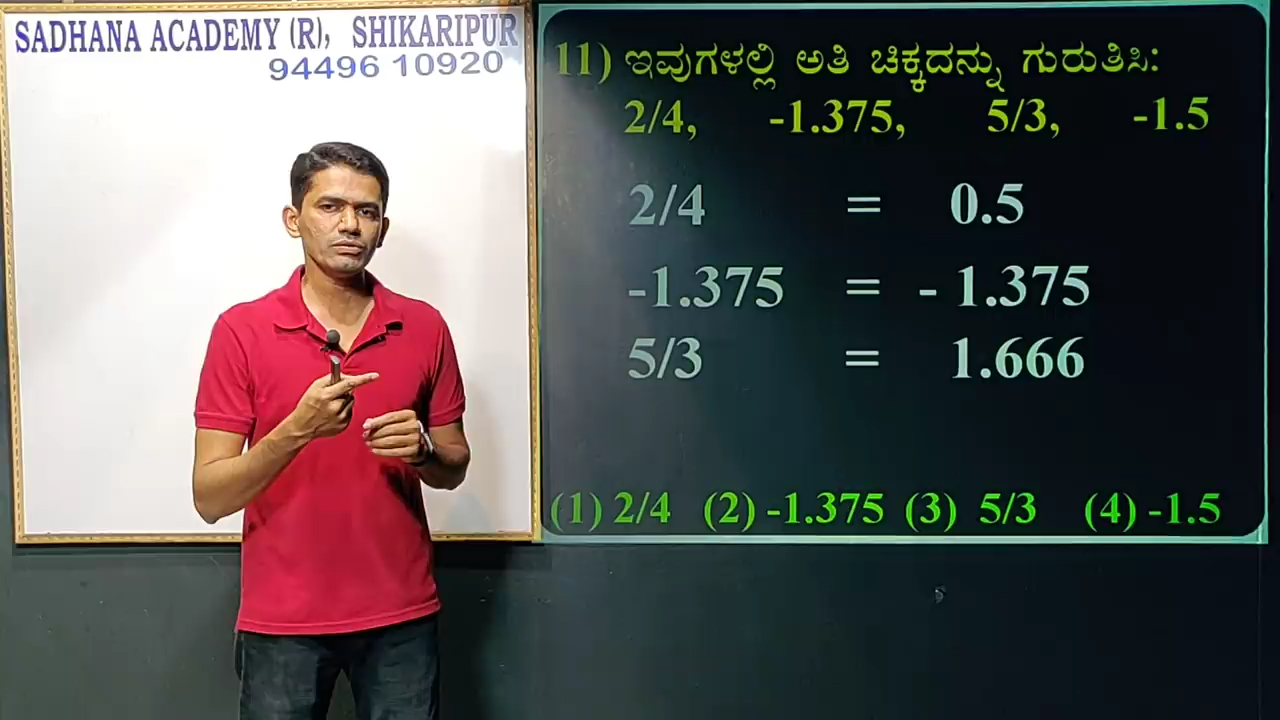 SADHANA ACADEMY (R), SHIKARIPUR
94496 10920
11) ಇವುಗಳಲ್ಲಿ ಅತಿ ಚಿಕ್ಕದನ್ನು ಗುರುತಿಸಿ:
2/4, -1.375, 5/3, -1.5
2/4 = 0.5
-1.375 = - 1.375
5/3 = 1.666
(1) 2/4 (2) -1.375 (3) 5/3 (4) -1.5